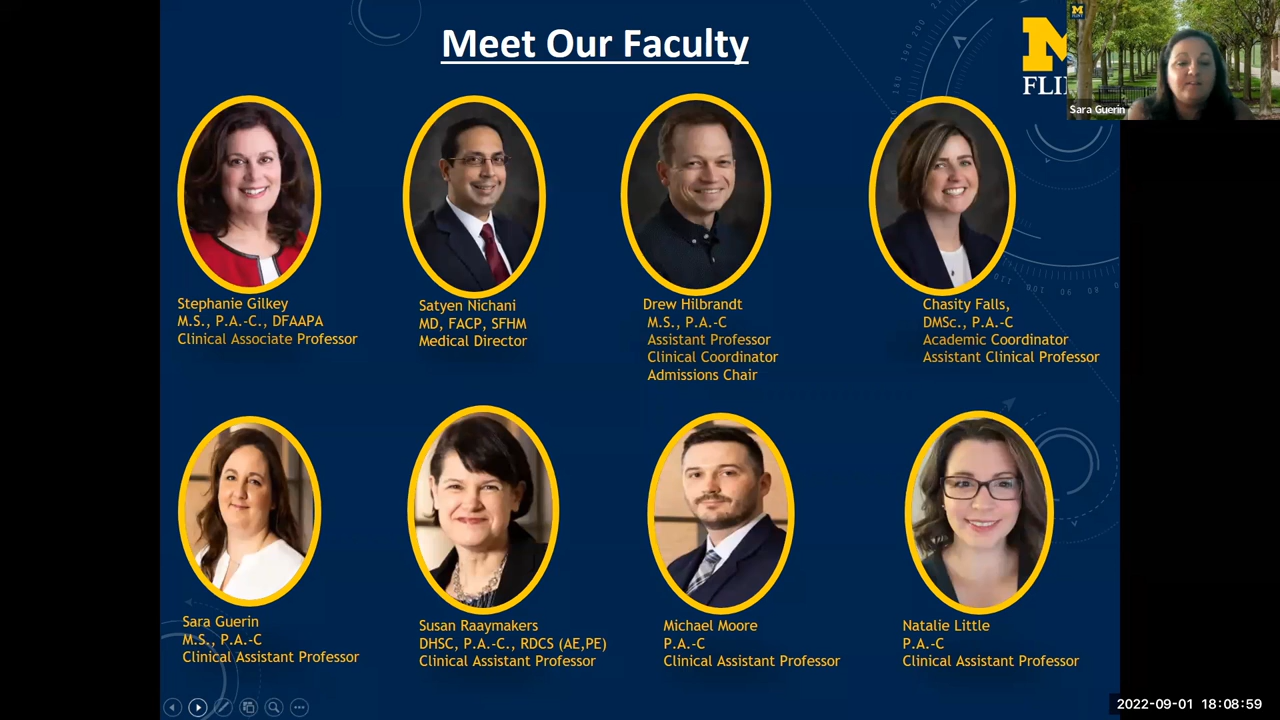 Meet Our Faculty
M
FLI
M
FLINT
Sara Guerin
Stephanie Gilkey
M.S., P.A.-C., DFAAPA
Clinical Associate Professor
Satyen Nichani
MD, FACP, SFHM
Medical Director
Drew Hilbrandt
M.S., P.A.-C
Assistant Professor
Clinical Coordinator
Admissions Chair
Chasity Falls,
DMSc., P.A.-C
Academic Coordinator
Assistant Clinical Professor
Sara Guerin
M.S., P.A.-C
Clinical Assistant Professor
Susan Raaymakers
DHSC, P.A.-C., RDCS (AE,PE)
Clinical Assistant Professor
Michael Moore
P.A.-C
Clinical Assistant Professor
Natalie Little
P.A.-C
Clinical Assistant Professor
2022-09-01 18:08:59